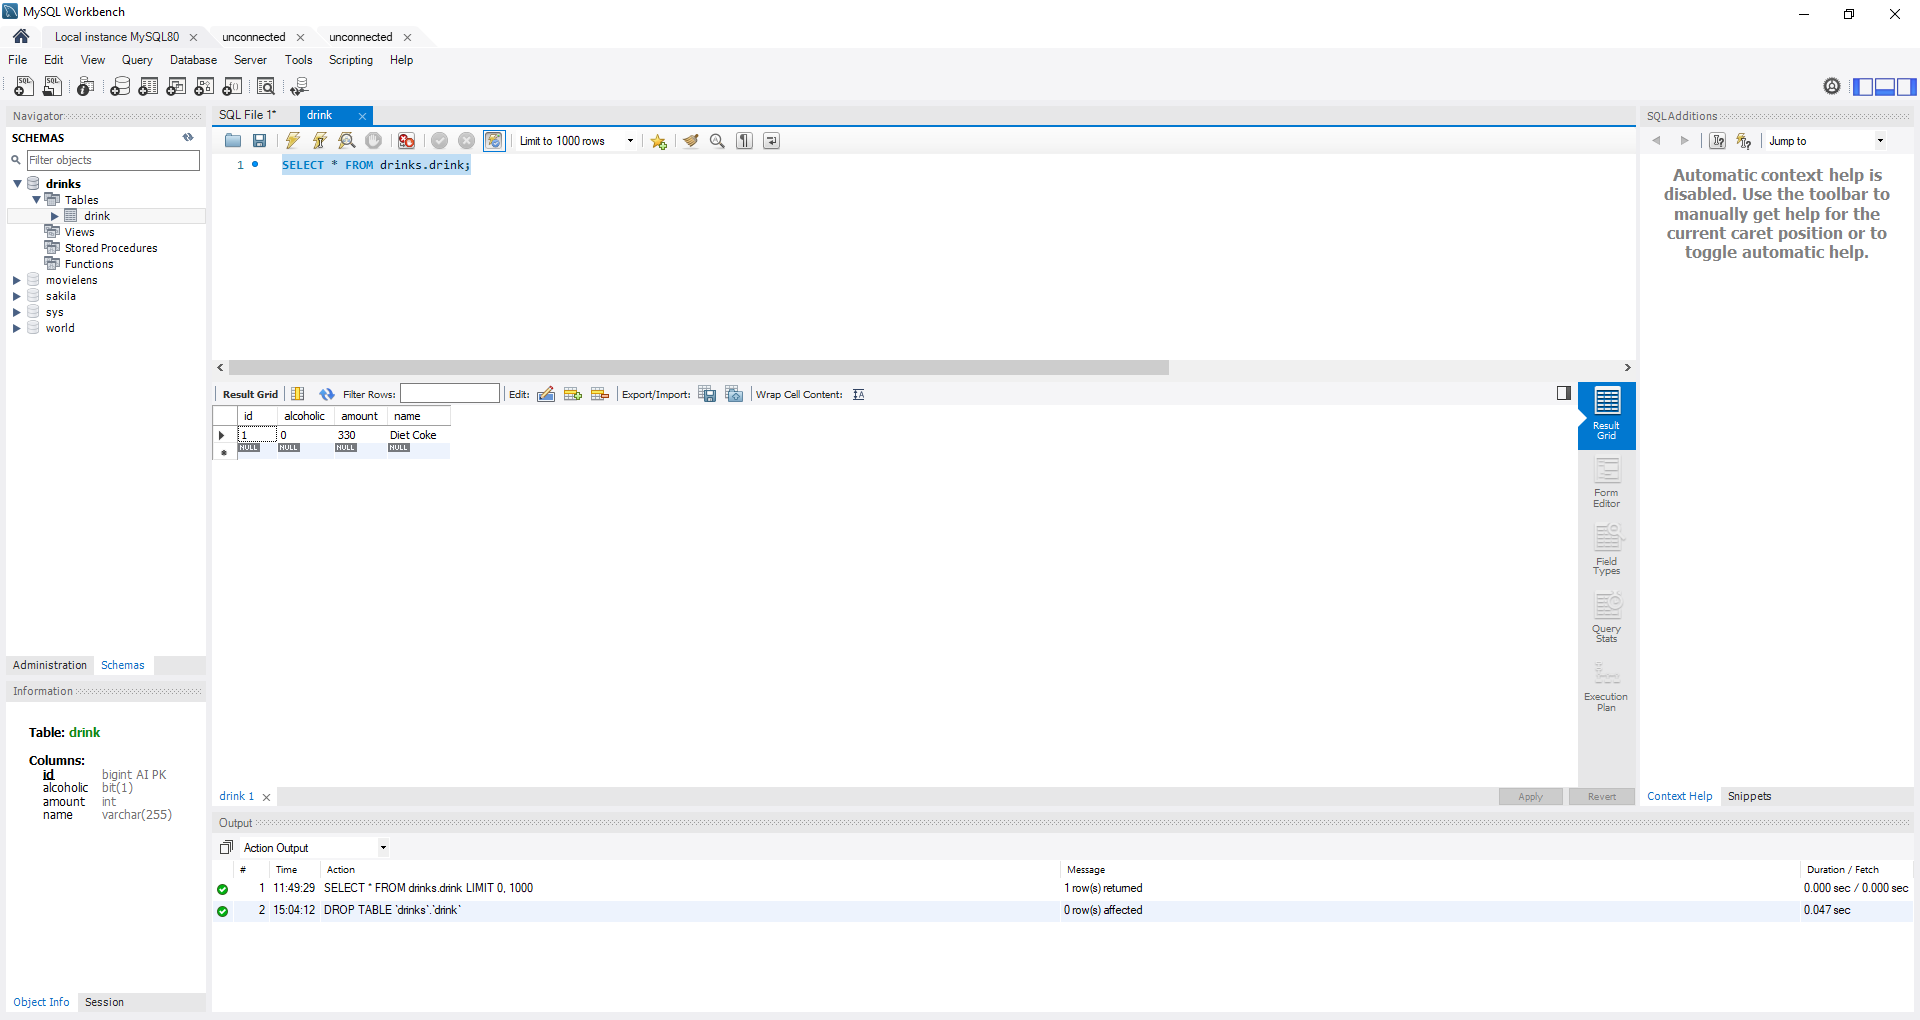 MySQL Workbench
Local instance MySQL80
unconnected
unconnected
File Edit View Query Database Server Tools Scripting Help
Navigator
SCHEMAS
Filter objects
drinks
Tables
drink
Views
Stored Procedures
Functions
movielens
sakila
sys
world
Administration Schemas
Information
Table: drink
Columns:
id bigint AI PK
alcoholic bit(1)
amount int
name varchar(255)
Object Info Session
SQL File 1* drink
Limit to 1000 rows
1 SELECT * FROM drinks.drink;
Result Grid Filter Rows: Edit: Export/Import: Wrap Cell Content:
id alcoholic amount name
1 0 330 Diet Coke
NULL NULL NULL NULL
Result Grid
Form Editor
Field Types
Query Stats
Execution Plan
drink 1 Apply Revert
SQLAdditions
Jump to
Automatic context help is
disabled. Use the toolbar to
manually get help for the
current caret position or to
toggle automatic help.
Context Help Snippets
Output
Action Output
# Time Action Message Duration / Fetch
1 11:49:29 SELECT * FROM drinks.drink LIMIT 0, 1000 1 row(s) returned 0.000 sec / 0.000 sec
2 15:04:12 DROP TABLE `drinks`.`drink` 0 row(s) affected 0.047 sec